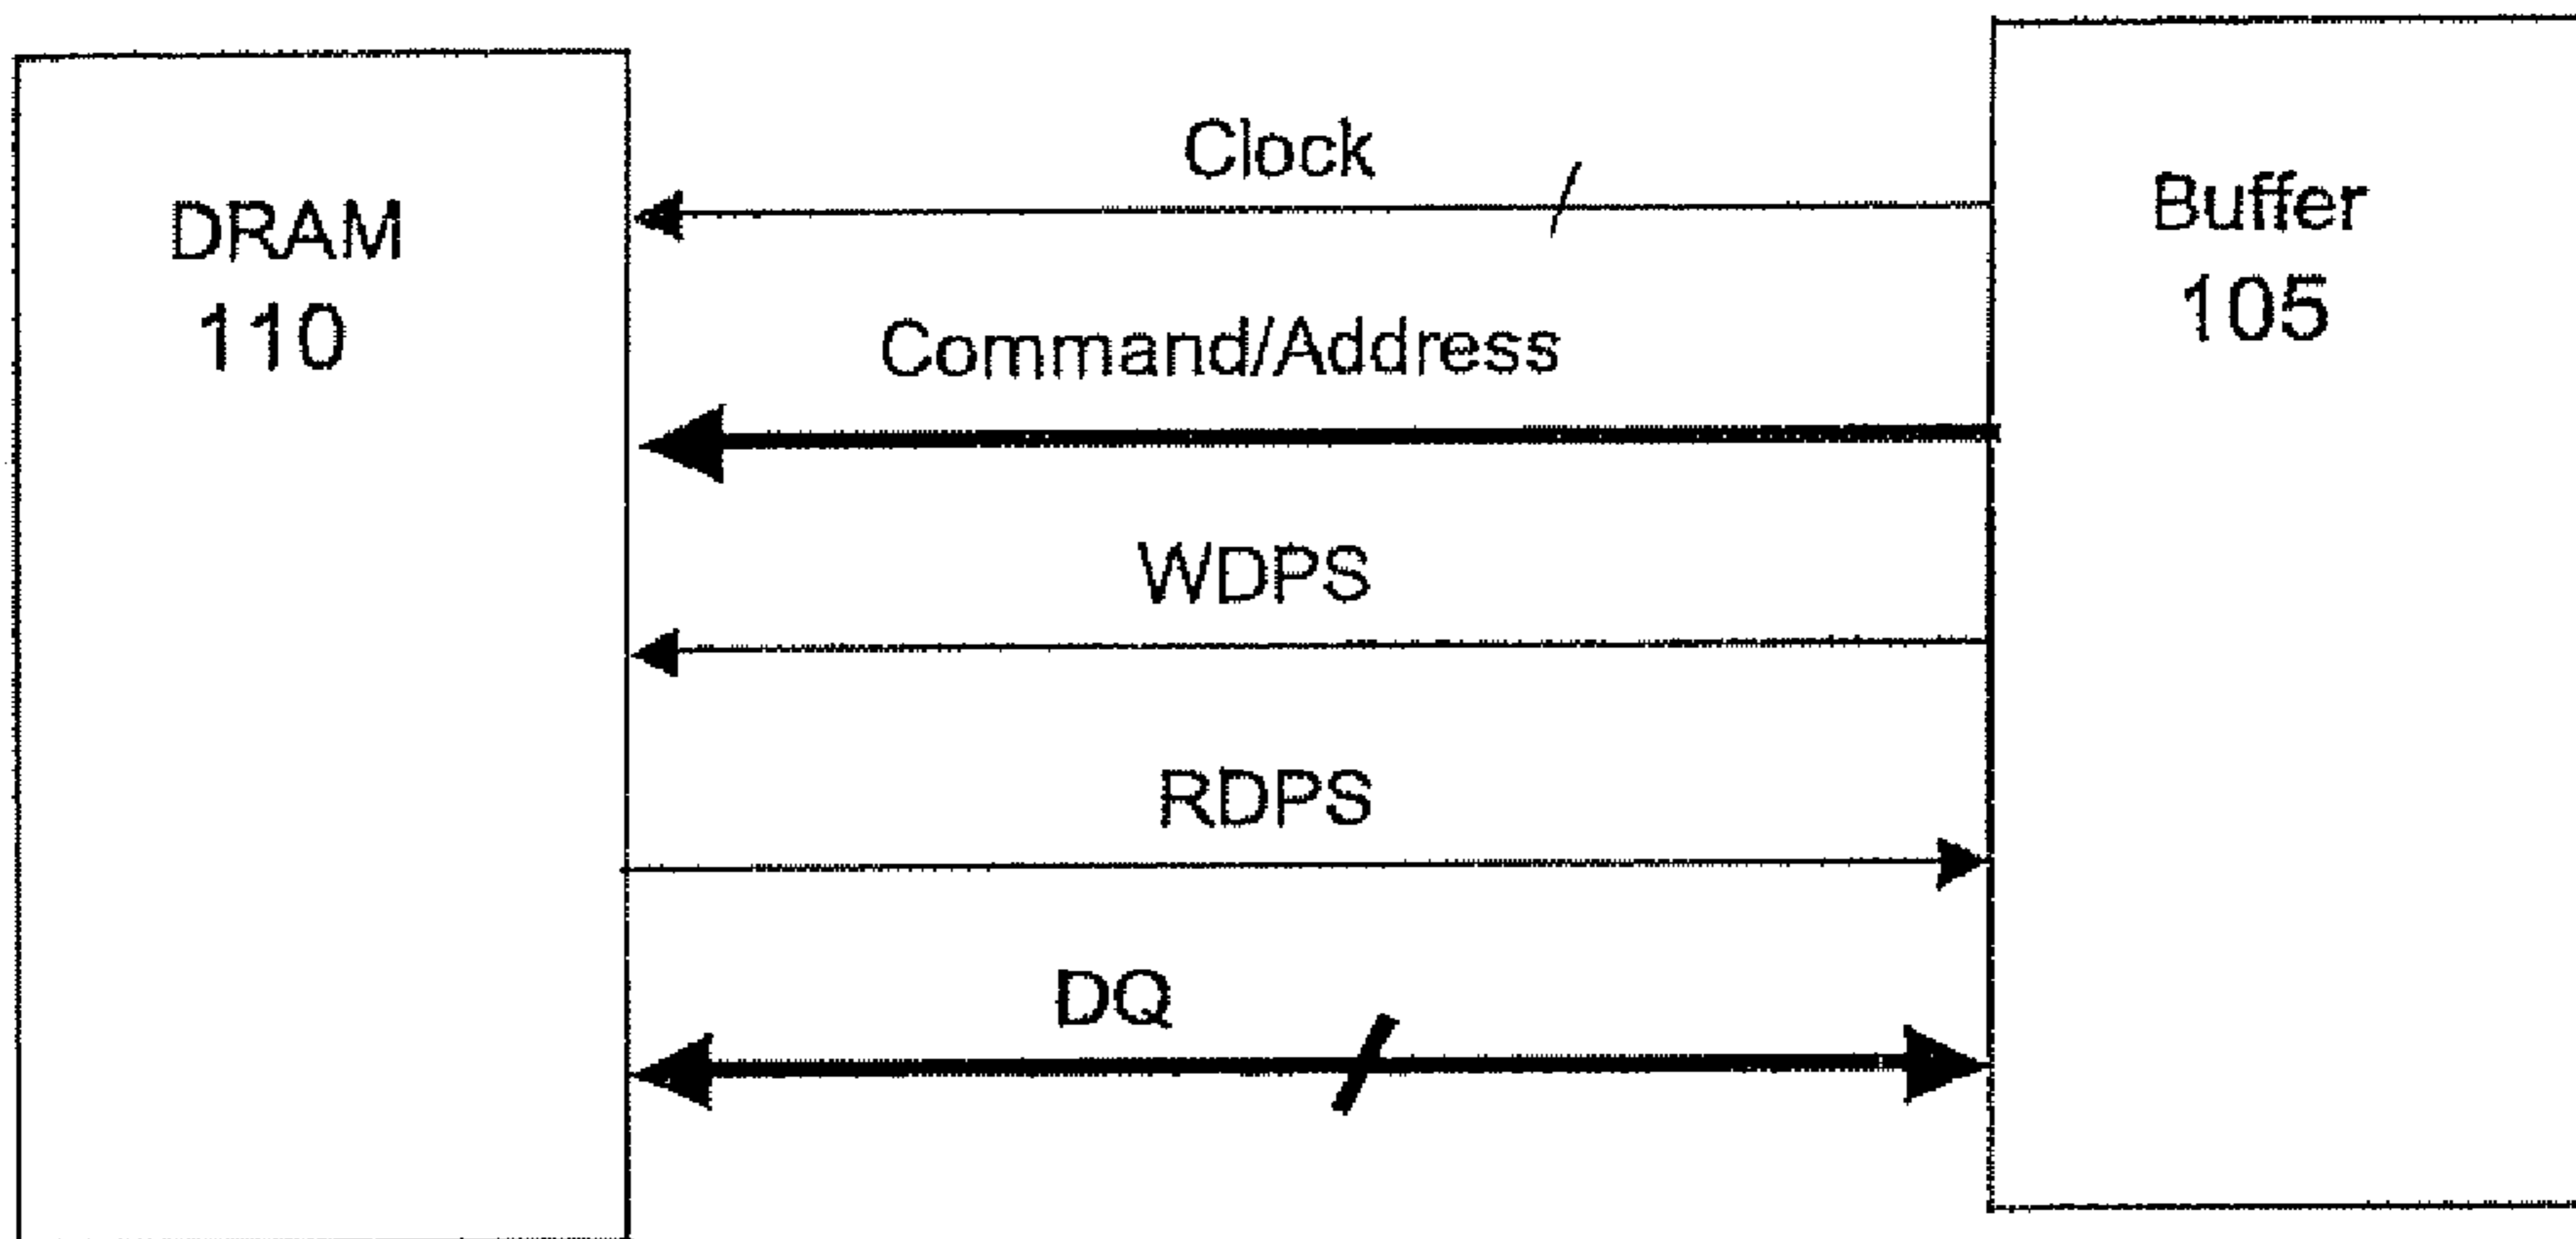 DRAM
110
Clock
Command/Address
WDPS
RDPS
DQ
Buffer
105